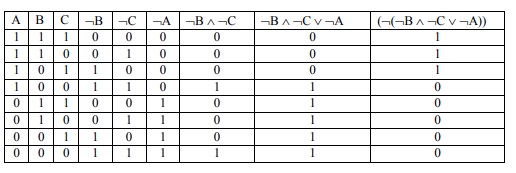 A B C ¬B ¬C ¬A ¬B ∧ ¬C ¬B ∧ ¬C ∨ ¬A (¬(¬B ∧ ¬C ∨ ¬A))
1 1 1 0 0 0 0 0 1
1 1 0 0 1 0 0 0 1
1 0 1 1 0 0 0 0 1
1 0 0 1 1 0 1 1 0
0 1 1 0 0 1 0 1 0
0 1 0 0 1 1 0 1 0
0 0 1 1 0 1 0 1 0
0 0 0 1 1 1 1 1 0